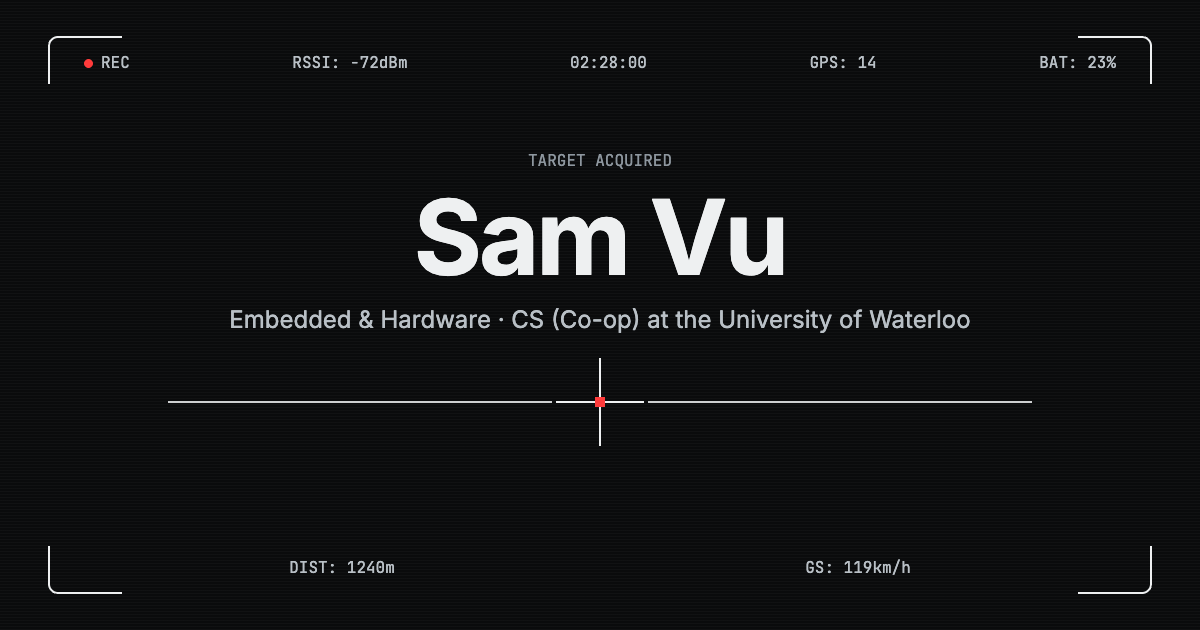 REC RSSI: -72dBm 02:28:00 GPS: 14 BAT: 23%
TARGET ACQUIRED
Sam Vu
Embedded & Hardware · CS (Co-op) at the University of Waterloo
DIST: 1240m GS: 119km/h